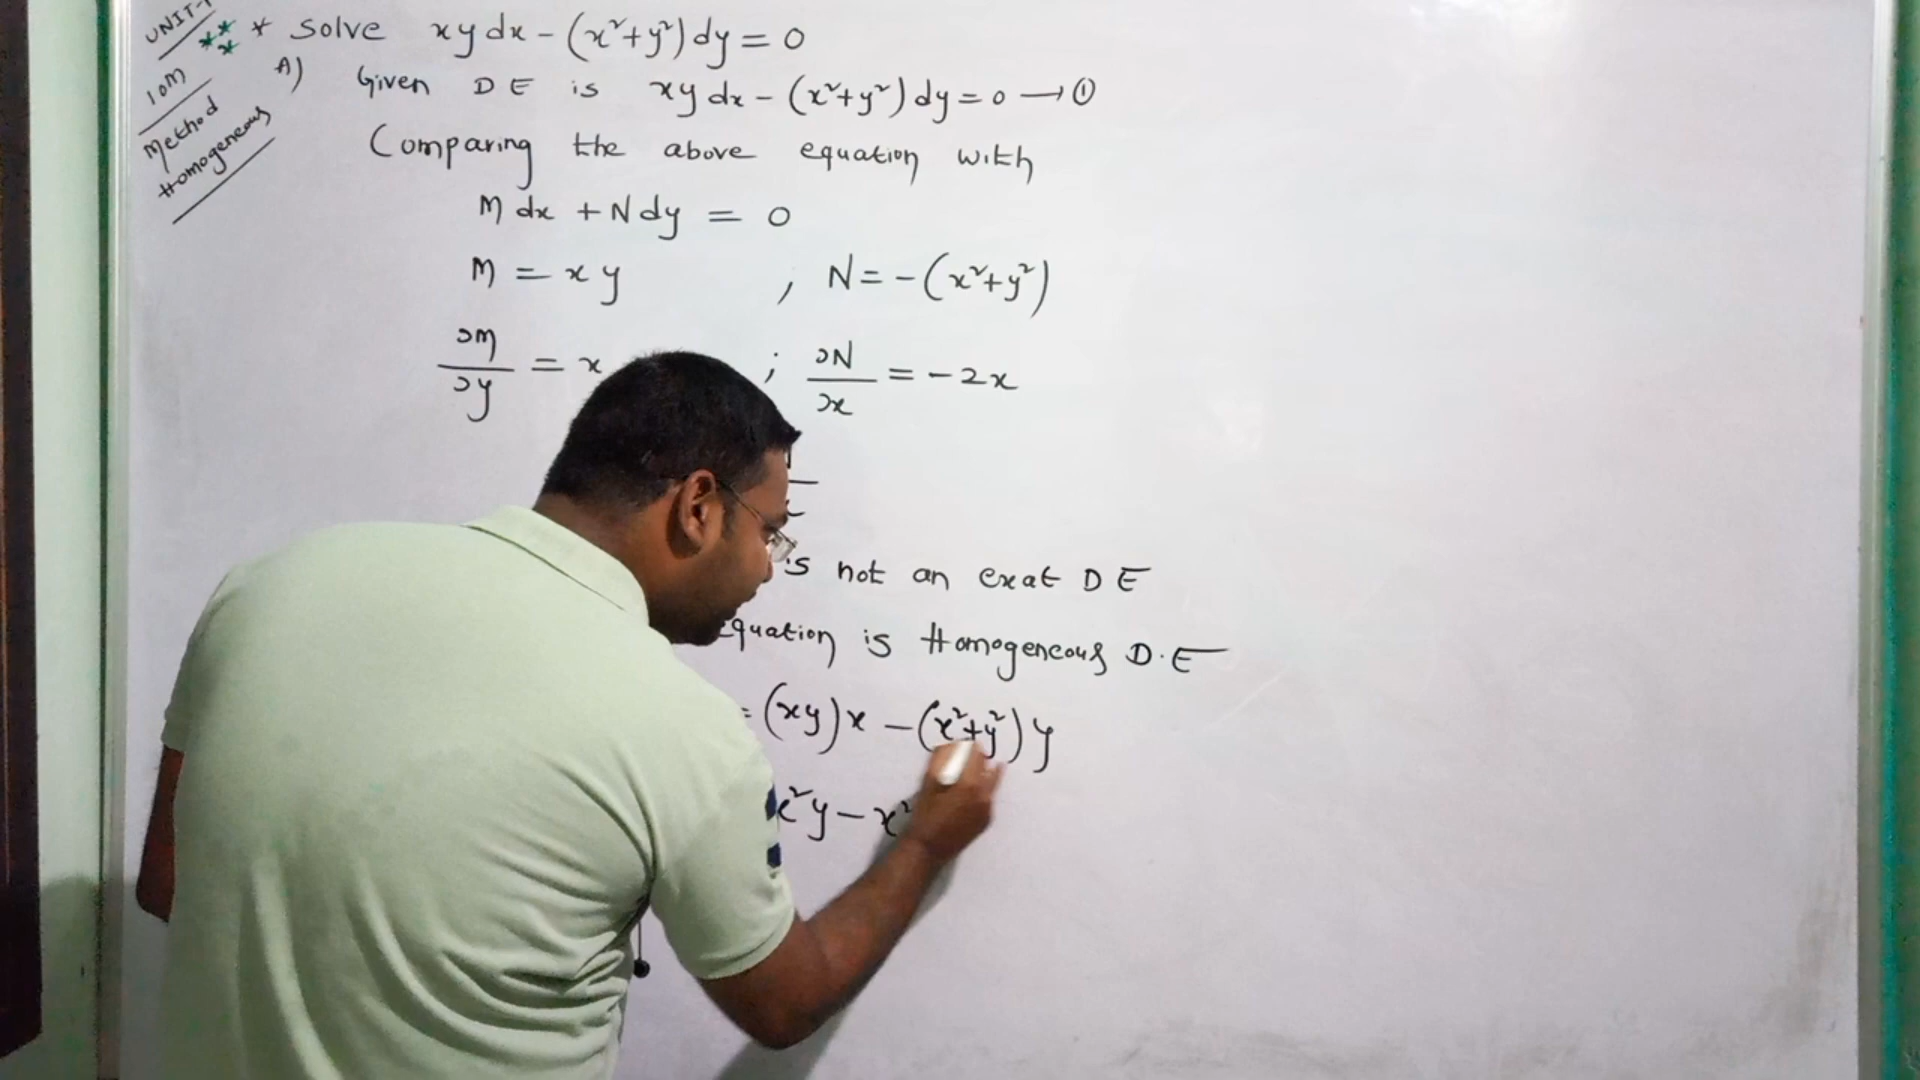 UNIT-1
10M
Method
Homogeneous
* Solve xy dx - (x²+y²) dy = 0
A) Given DE is xy dx - (x²+y²) dy = 0 → ①
Comparing the above equation with
M dx + N dy = 0
M = xy ; N = -(x²+y²)
∂M/∂y = x ; ∂N/∂x = -2x
is not an exat DE
equation is Homogeneous D.E
= (xy)x - (x²+y²)y
x²y - x²